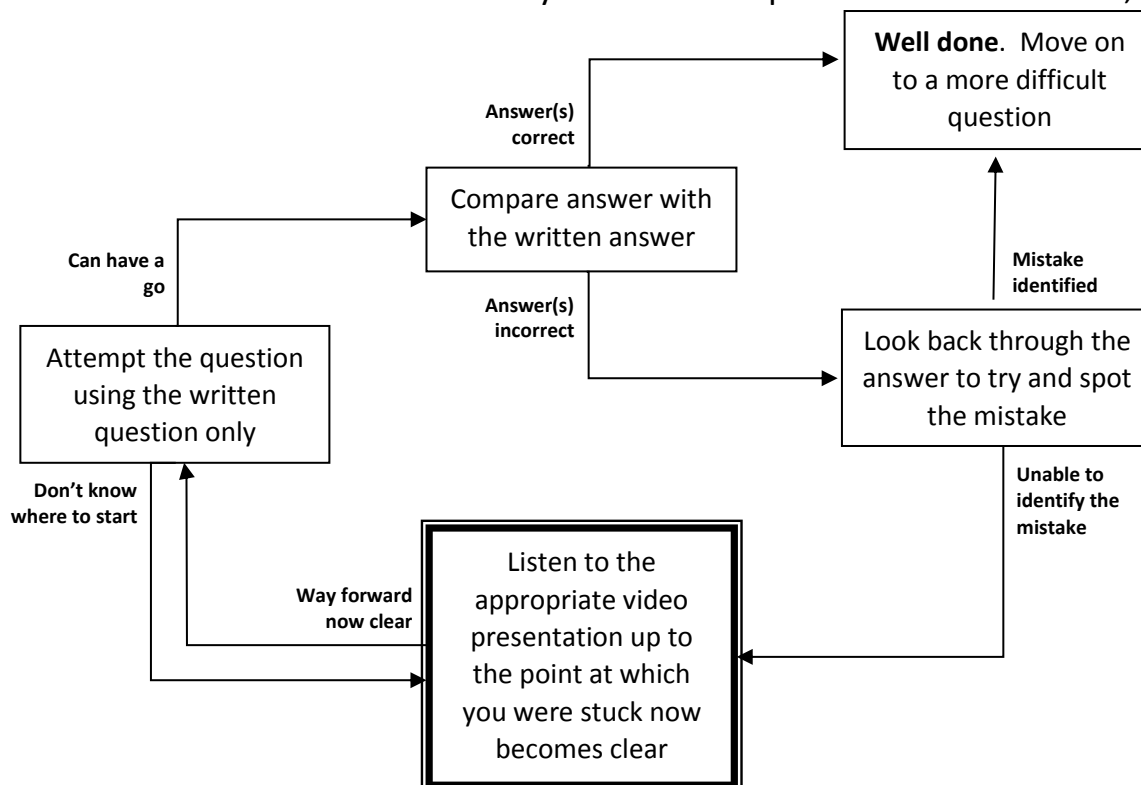 Well done. Move on
to a more difficult
question
Answer(s)
correct
Compare answer with
the written answer
Can have a
go
Mistake
identified
Answer(s)
incorrect
Attempt the question
using the written
question only
Look back through the
answer to try and spot
the mistake
Don't know
where to start
Unable to
identify the
mistake
Way forward
now clear
Listen to the
appropriate video
presentation up to
the point at which
you were stuck now
becomes clear